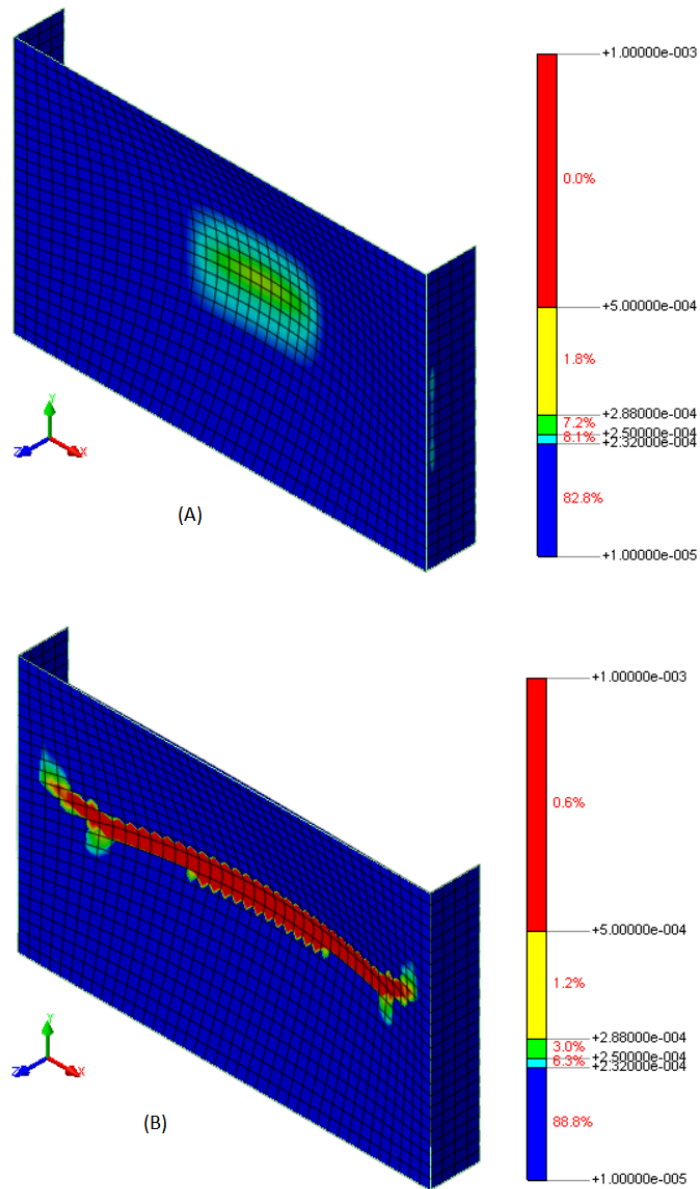 +1.00000e-003
0.0%
+5.00000e-004
1.8%
+2.88000e-004
7.2%
+2.50000e-004
8.1%
+2.32000e-004
82.8%
+1.00000e-005
Y
Z
X
(A)
+1.00000e-003
0.6%
+5.00000e-004
1.2%
+2.88000e-004
3.0%
+2.50000e-004
6.3%
+2.32000e-004
88.8%
+1.00000e-005
Y
Z
X
(B)